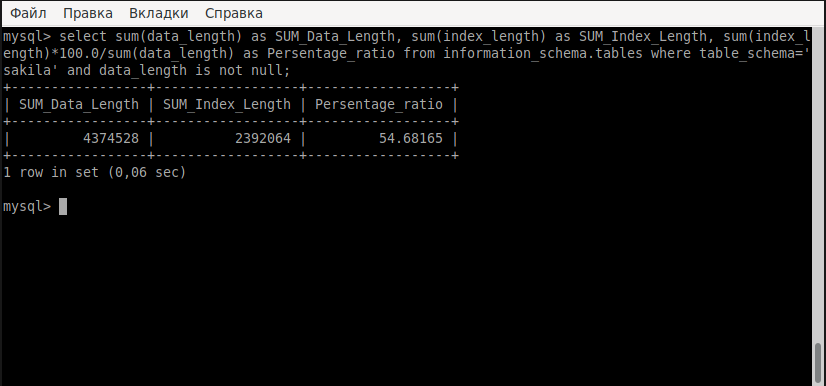 Файл Правка Вкладки Справка
mysql> select sum(data_length) as SUM_Data_Length, sum(index_length) as SUM_Index_Length, sum(index_l
ength)*100.0/sum(data_length) as Persentage_ratio from information_schema.tables where table_schema='
sakila' and data_length is not null;
+-----------------+------------------+------------------+
| SUM_Data_Length | SUM_Index_Length | Persentage_ratio |
+-----------------+------------------+------------------+
|         4374528 |          2392064 |         54.68165 |
+-----------------+------------------+------------------+
1 row in set (0,06 sec)
mysql>